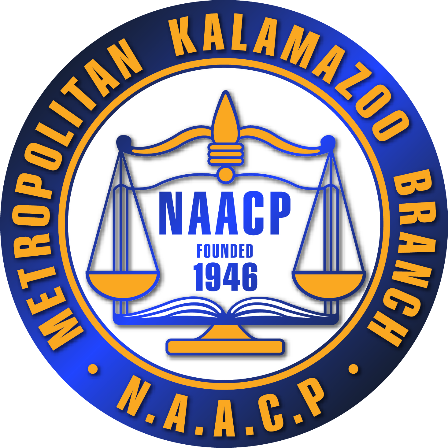 METROPOLITAN KALAMAZOO BRANCH
NAACP
FOUNDED
1946
• N.A.A.C.P •